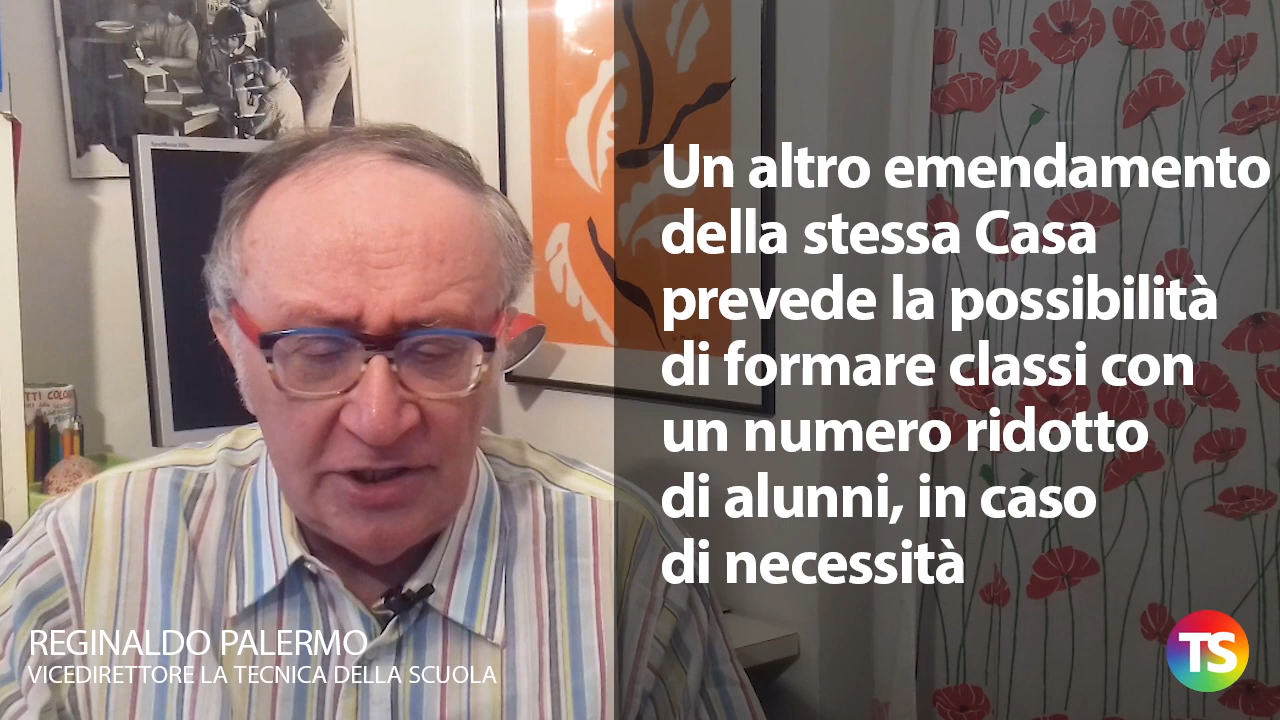 Un altro emendamento
della stessa Casa
prevede la possibilità
di formare classi con
un numero ridotto
di alunni, in caso
di necessità
REGINALDO PALERMO
VICEDIRETTORE LA TECNICA DELLA SCUOLA
TS